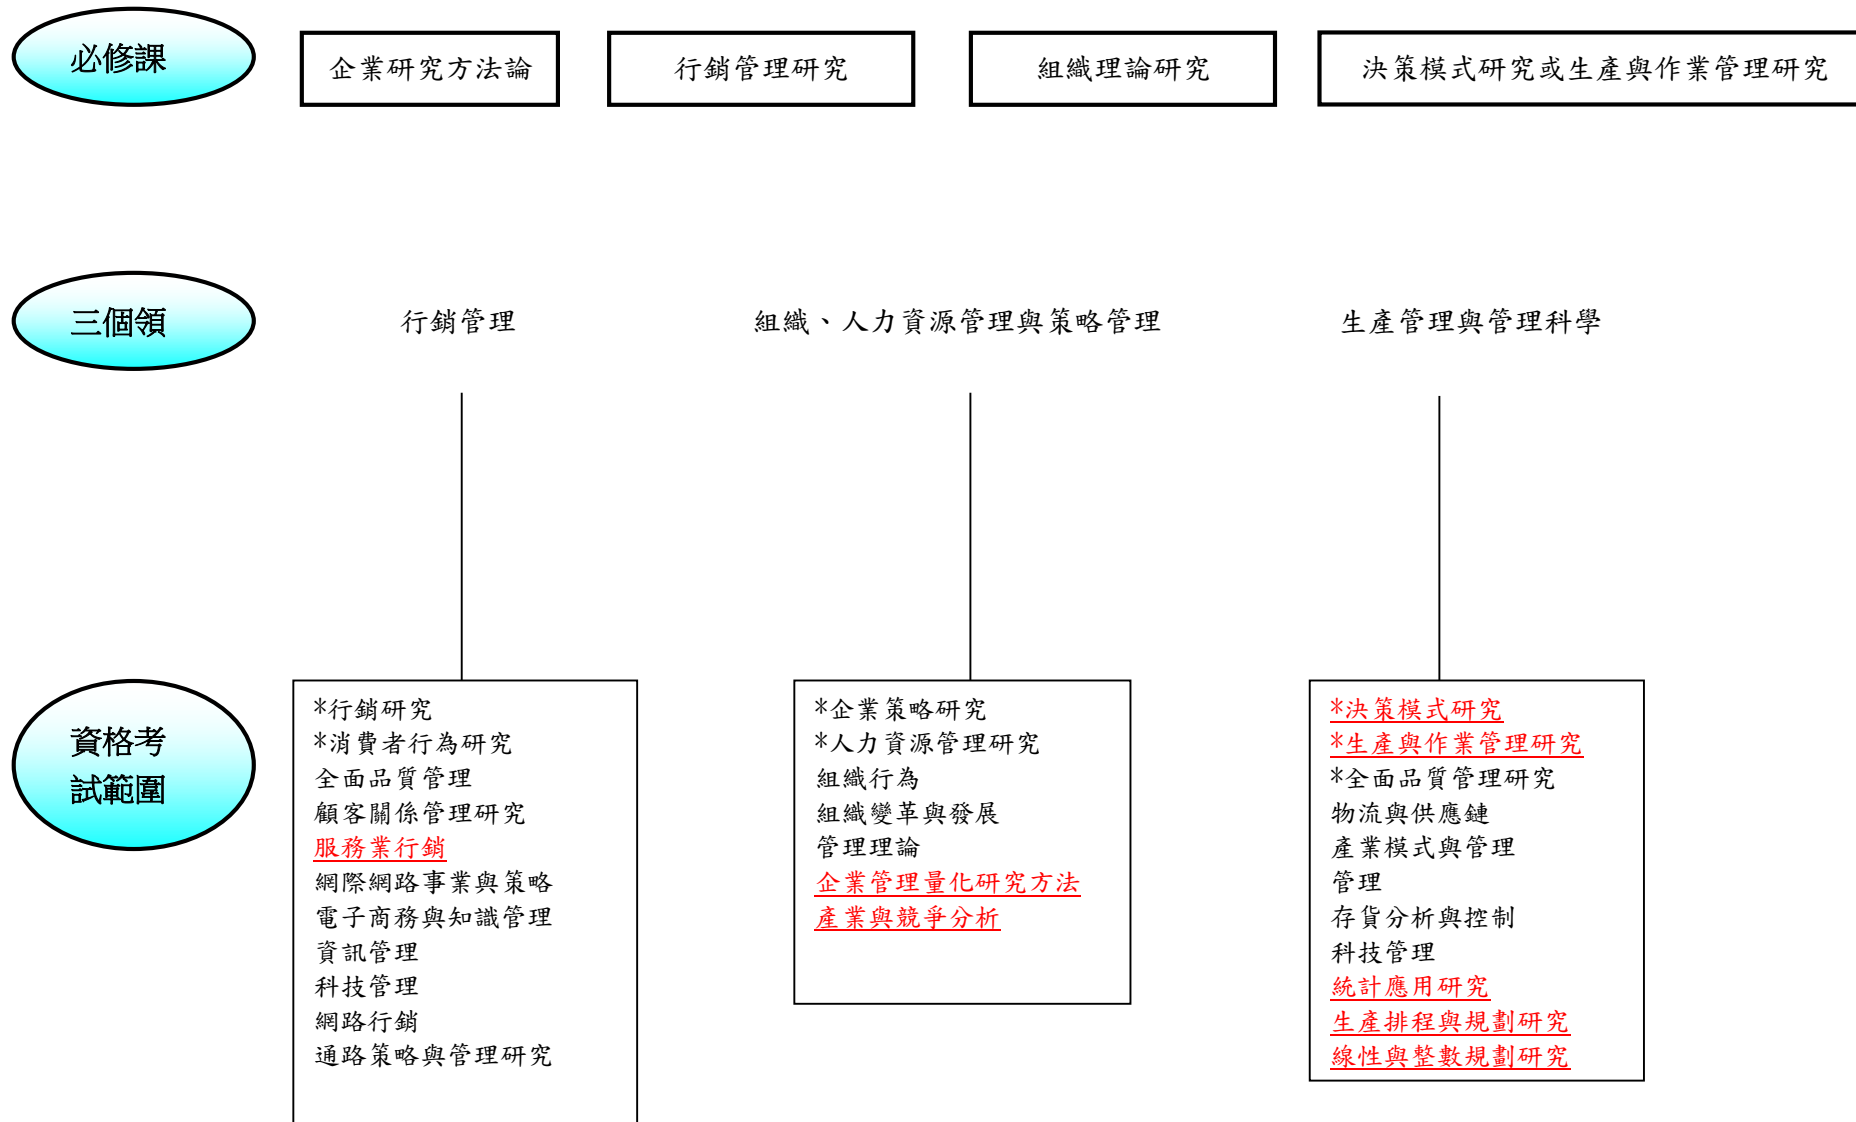 必修課
企業研究方法論
行銷管理研究
組織理論研究
決策模式研究或生產與作業管理研究
三個領
行銷管理
組織、人力資源管理與策略管理
生產管理與管理科學
資格考
試範圍
*行銷研究
*消費者行為研究
全面品質管理
顧客關係管理研究
服務業行銷
網際網路事業與策略
電子商務與知識管理
資訊管理
科技管理
網路行銷
通路策略與管理研究
*企業策略研究
*人力資源管理研究
組織行為
組織變革與發展
管理理論
企業管理量化研究方法
產業與競爭分析
*決策模式研究
*生產與作業管理研究
*全面品質管理研究
物流與供應鏈
產業模式與管理
管理
存貨分析與控制
科技管理
統計應用研究
生產排程與規劃研究
線性與整數規劃研究